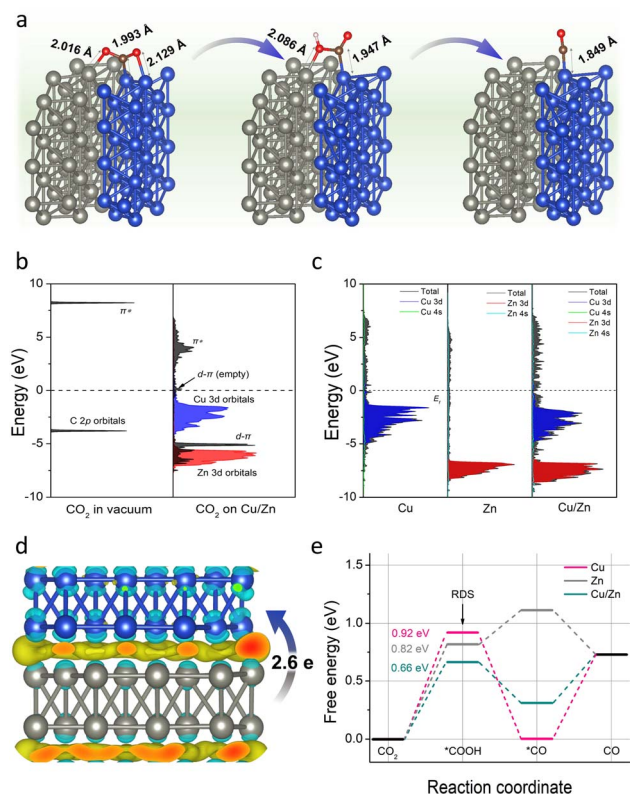 a
2.016 Å
1.993 Å
2.129 Å
2.086 Å
1.947 Å
1.849 Å
b
10
5
0
-5
-10
Energy (eV)
π*
C 2p orbitals
π*
d-π (empty)
Cu 3d orbitals
d-π
Zn 3d orbitals
CO₂ in vacuum
CO₂ on Cu/Zn
c
10
5
0
-5
-10
Energy (eV)
Total
Cu 3d
Cu 4s
Total
Zn 3d
Zn 4s
Total
Cu 3d
Cu 4s
Zn 3d
Zn 4s
Cu
Zn
Cu/Zn
d
2.6 e
e
1.5
1.0
0.5
0.0
Free energy (eV)
Cu
Zn
Cu/Zn
RDS
0.92 eV
0.82 eV
0.66 eV
CO₂
*COOH
*CO
CO
Reaction coordinate